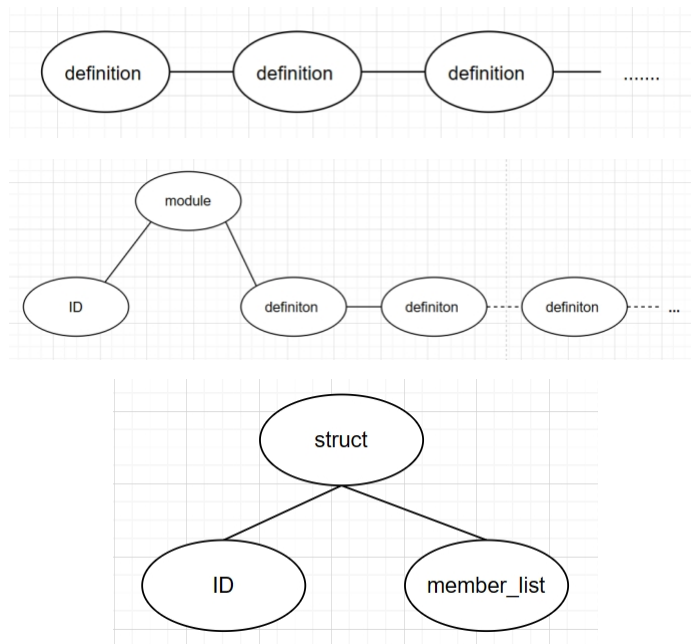 definition definition definition .......
module
ID definiton definiton definiton ...
struct
ID member_list